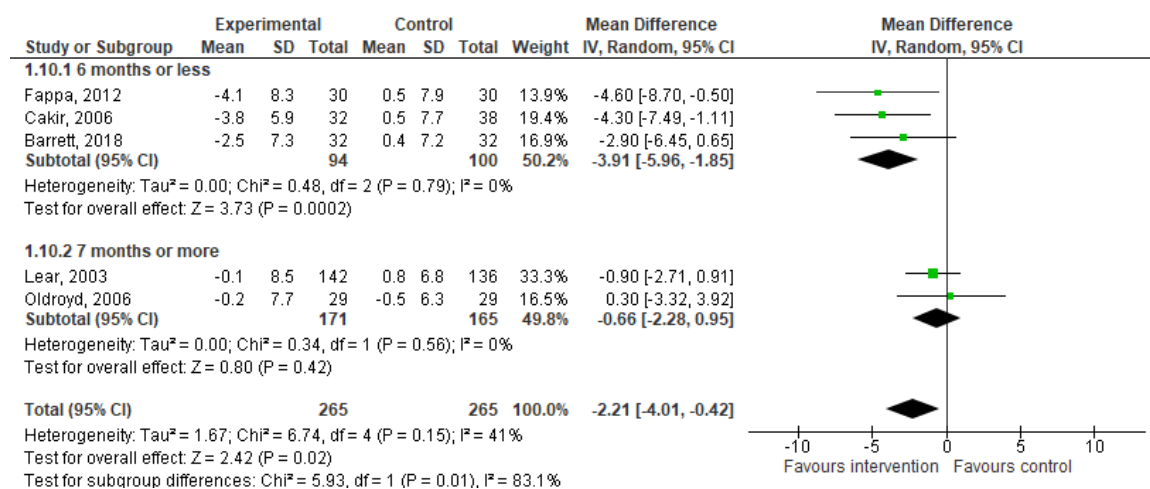 Experimental Control Mean Difference Mean Difference
Study or Subgroup Mean SD Total Mean SD Total Weight IV, Random, 95% CI IV, Random, 95% CI
1.10.1 6 months or less
Fappa, 2012 -4.1 8.3 30 0.5 7.9 30 13.9% -4.60 [-8.70, -0.50]
Cakir, 2006 -3.8 5.9 32 0.5 7.7 38 19.4% -4.30 [-7.49, -1.11]
Barrett, 2018 -2.5 7.3 32 0.4 7.2 32 16.9% -2.90 [-6.45, 0.65]
Subtotal (95% CI) 94 100 50.2% -3.91 [-5.96, -1.85]
Heterogeneity: Tau² = 0.00; Chi² = 0.48, df = 2 (P = 0.79); I² = 0%
Test for overall effect: Z = 3.73 (P = 0.0002)
1.10.2 7 months or more
Lear, 2003 -0.1 8.5 142 0.8 6.8 136 33.3% -0.90 [-2.71, 0.91]
Oldroyd, 2006 -0.2 7.7 29 -0.5 6.3 29 16.5% 0.30 [-3.32, 3.92]
Subtotal (95% CI) 171 165 49.8% -0.66 [-2.28, 0.95]
Heterogeneity: Tau² = 0.00; Chi² = 0.34, df = 1 (P = 0.56); I² = 0%
Test for overall effect: Z = 0.80 (P = 0.42)
Total (95% CI) 265 265 100.0% -2.21 [-4.01, -0.42]
Heterogeneity: Tau² = 1.67; Chi² = 6.74, df = 4 (P = 0.15); I² = 41%
Test for overall effect: Z = 2.42 (P = 0.02)
Test for subgroup differences: Chi² = 5.93, df = 1 (P = 0.01), I² = 83.1%
-10 -5 0 5 10
Favours intervention Favours control